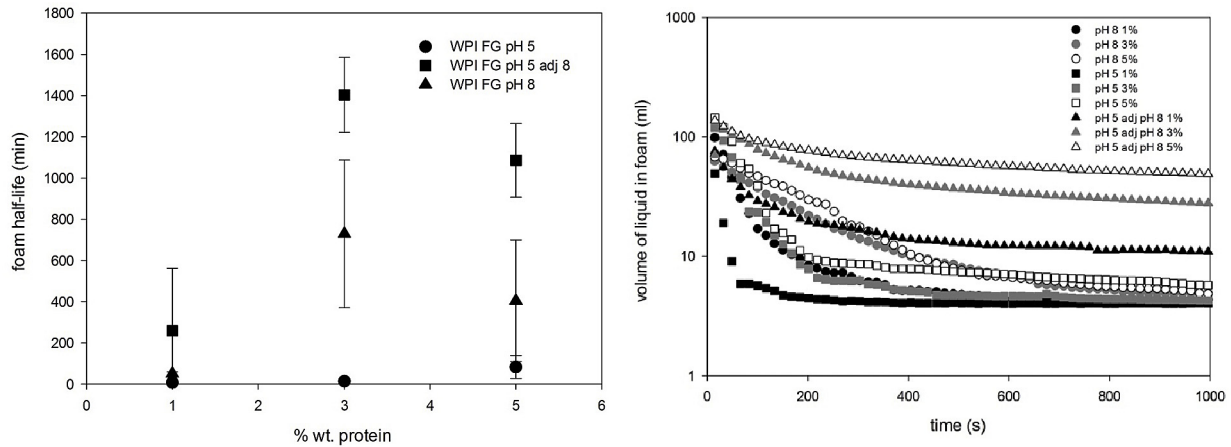 foam half-life (min)
1800
1600
1400
1200
1000
800
600
400
200
0
WPI FG pH 5
WPI FG pH 5 adj 8
WPI FG pH 8
0 1 2 3 4 5 6
% wt. protein
volume of liquid in foam (ml)
1000
100
10
1
pH 8 1%
pH 8 3%
pH 8 5%
pH 5 1%
pH 5 3%
pH 5 5%
pH 5 adj pH 8 1%
pH 5 adj pH 8 3%
pH 5 adj pH 8 5%
0 200 400 600 800 1000
time (s)